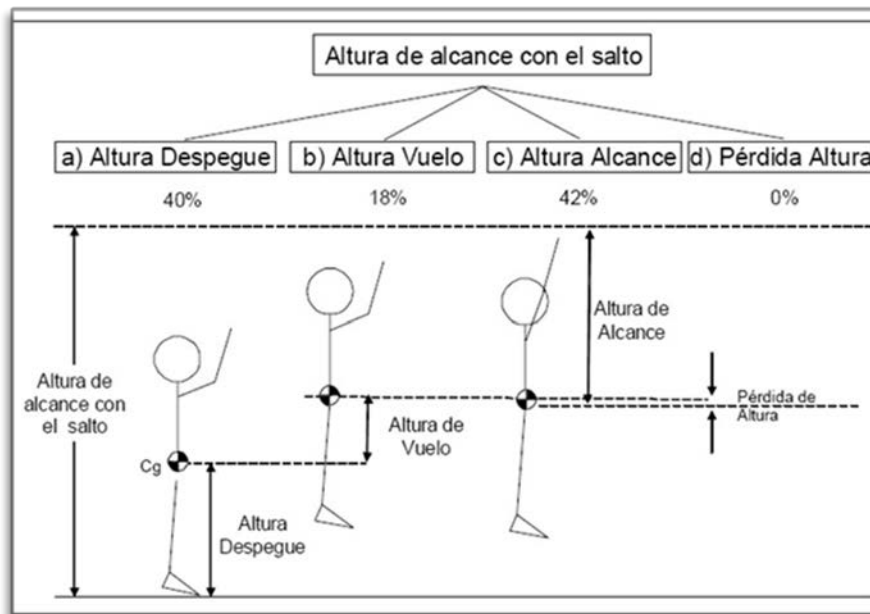 Altura de alcance con el salto
a) Altura Despegue
b) Altura Vuelo
c) Altura Alcance
d) Pérdida Altura
40%
18%
42%
0%
Altura de
alcance con
el salto
Cg
Altura
Despegue
Altura de
Vuelo
Altura de
Alcance
Pérdida de
Altura